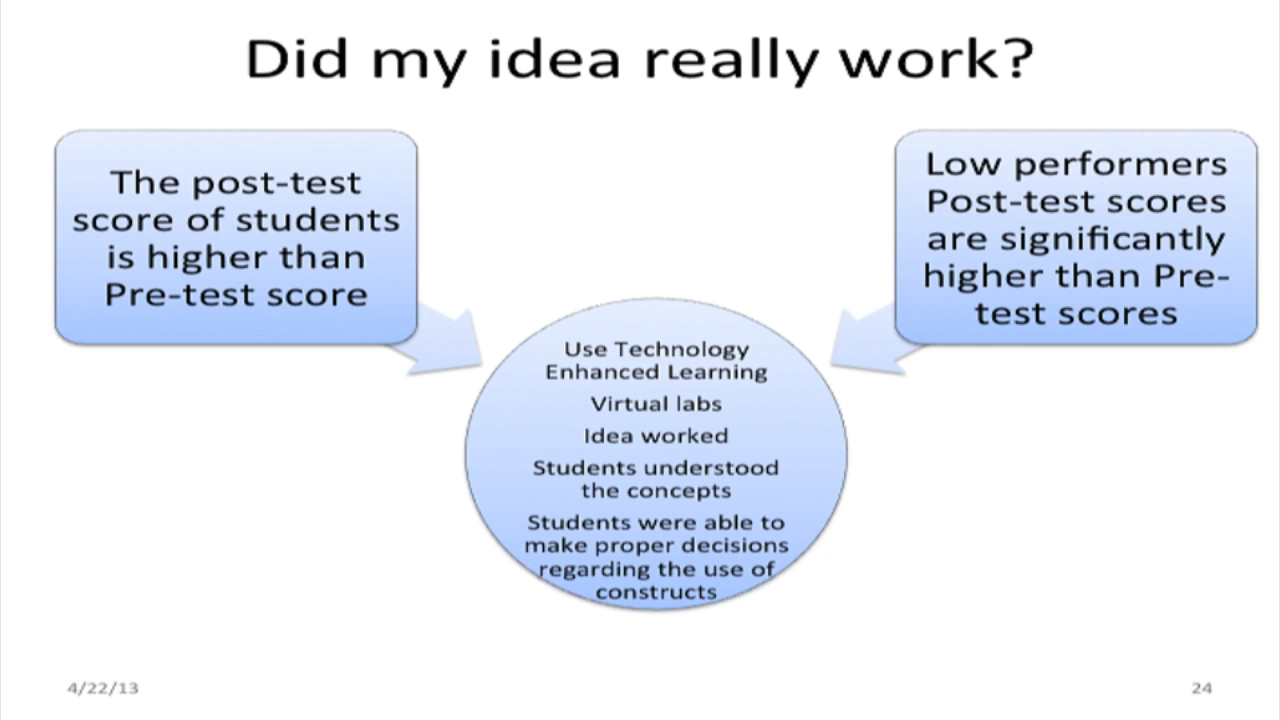 Did my idea really work?
The post-test
score of students
is higher than
Pre-test score
Low performers
Post-test scores
are significantly
higher than Pre-
test scores
Use Technology
Enhanced Learning
Virtual labs
Idea worked
Students understood
the concepts
Students were able to
make proper decisions
regarding the use of
constructs
4/22/13
24